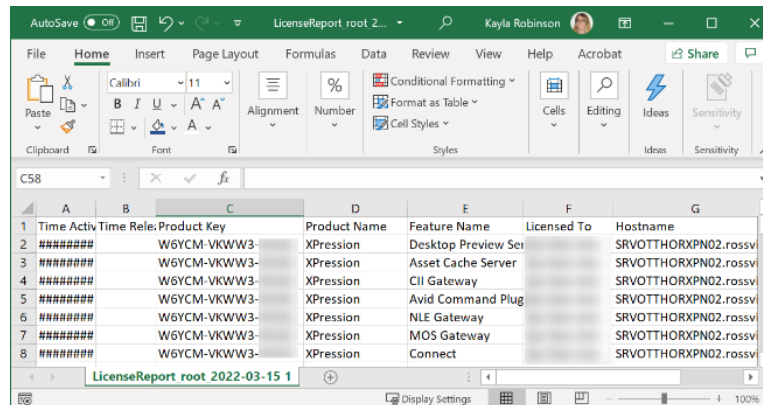 AutoSave Off LicenseReport_root_2... Kayla Robinson
File Home Insert Page Layout Formulas Data Review View Help Acrobat Share
Calibri 11
Paste B I U A A Alignment % Number Conditional Formatting Cells Editing Ideas Sensitivity
Format as Table
Cell Styles
Clipboard Font Styles Ideas Sensitivity
C58 fx
A B C D E F G
1 Time Activ Time Relea Product Key Product Name Feature Name Licensed To Hostname
2 ######## W6YCM-VKWW3- XPression Desktop Preview Ser SRVOTTHORXPN02.rossvi
3 ######## W6YCM-VKWW3- XPression Asset Cache Server SRVOTTHORXPN02.rossvi
4 ######## W6YCM-VKWW3- XPression CII Gateway SRVOTTHORXPN02.rossvi
5 ######## W6YCM-VKWW3- XPression Avid Command Plug SRVOTTHORXPN02.rossvi
6 ######## W6YCM-VKWW3- XPression NLE Gateway SRVOTTHORXPN02.rossvi
7 ######## W6YCM-VKWW3- XPression MOS Gateway SRVOTTHORXPN02.rossvi
8 ######## W6YCM-VKWW3- XPression Connect SRVOTTHORXPN02.rossvi
LicenseReport_root_2022-03-15 1
Display Settings 100%